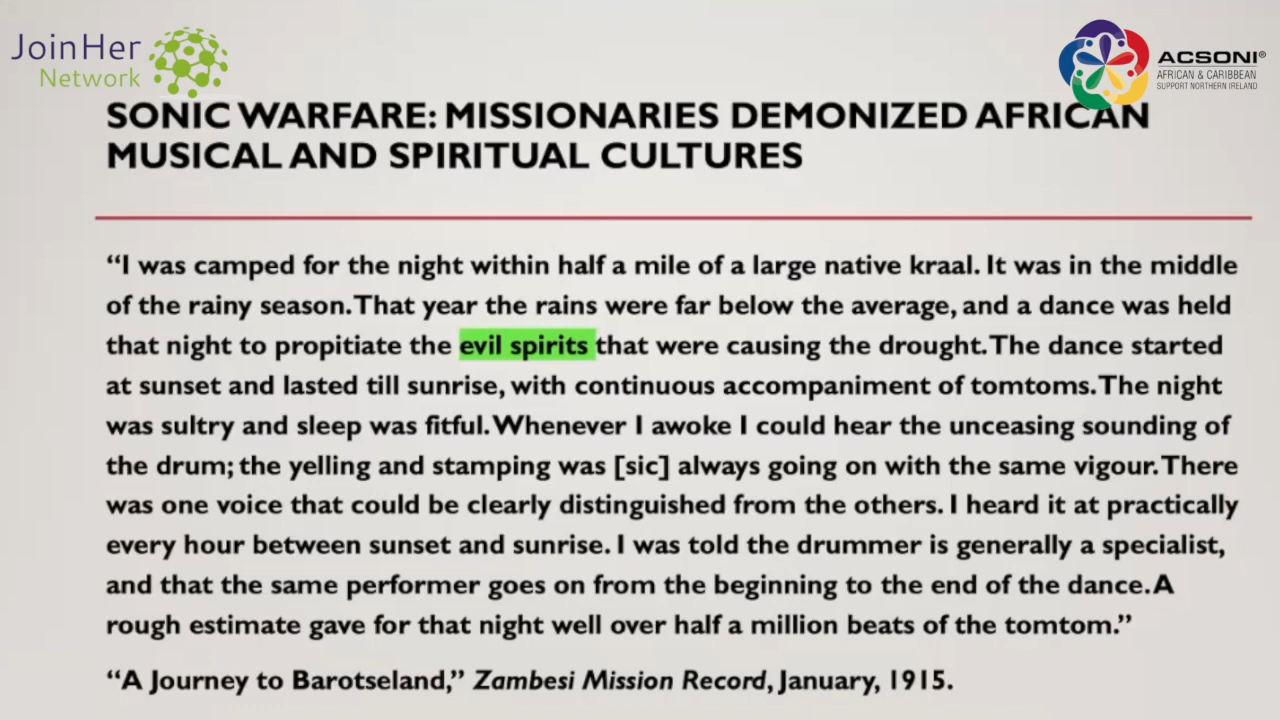 JoinHer
Network
ACSONI®
AFRICAN & CARIBBEAN
SUPPORT NORTHERN IRELAND
SONIC WARFARE: MISSIONARIES DEMONIZED AFRICAN
MUSICAL AND SPIRITUAL CULTURES
“I was camped for the night within half a mile of a large native kraal. It was in the middle
of the rainy season. That year the rains were far below the average, and a dance was held
that night to propitiate the evil spirits that were causing the drought. The dance started
at sunset and lasted till sunrise, with continuous accompaniment of tomtoms. The night
was sultry and sleep was fitful. Whenever I awoke I could hear the unceasing sounding of
the drum; the yelling and stamping was [sic] always going on with the same vigour. There
was one voice that could be clearly distinguished from the others. I heard it at practically
every hour between sunset and sunrise. I was told the drummer is generally a specialist,
and that the same performer goes on from the beginning to the end of the dance. A
rough estimate gave for that night well over half a million beats of the tomtom.”
“A Journey to Barotseland,” Zambesi Mission Record, January, 1915.